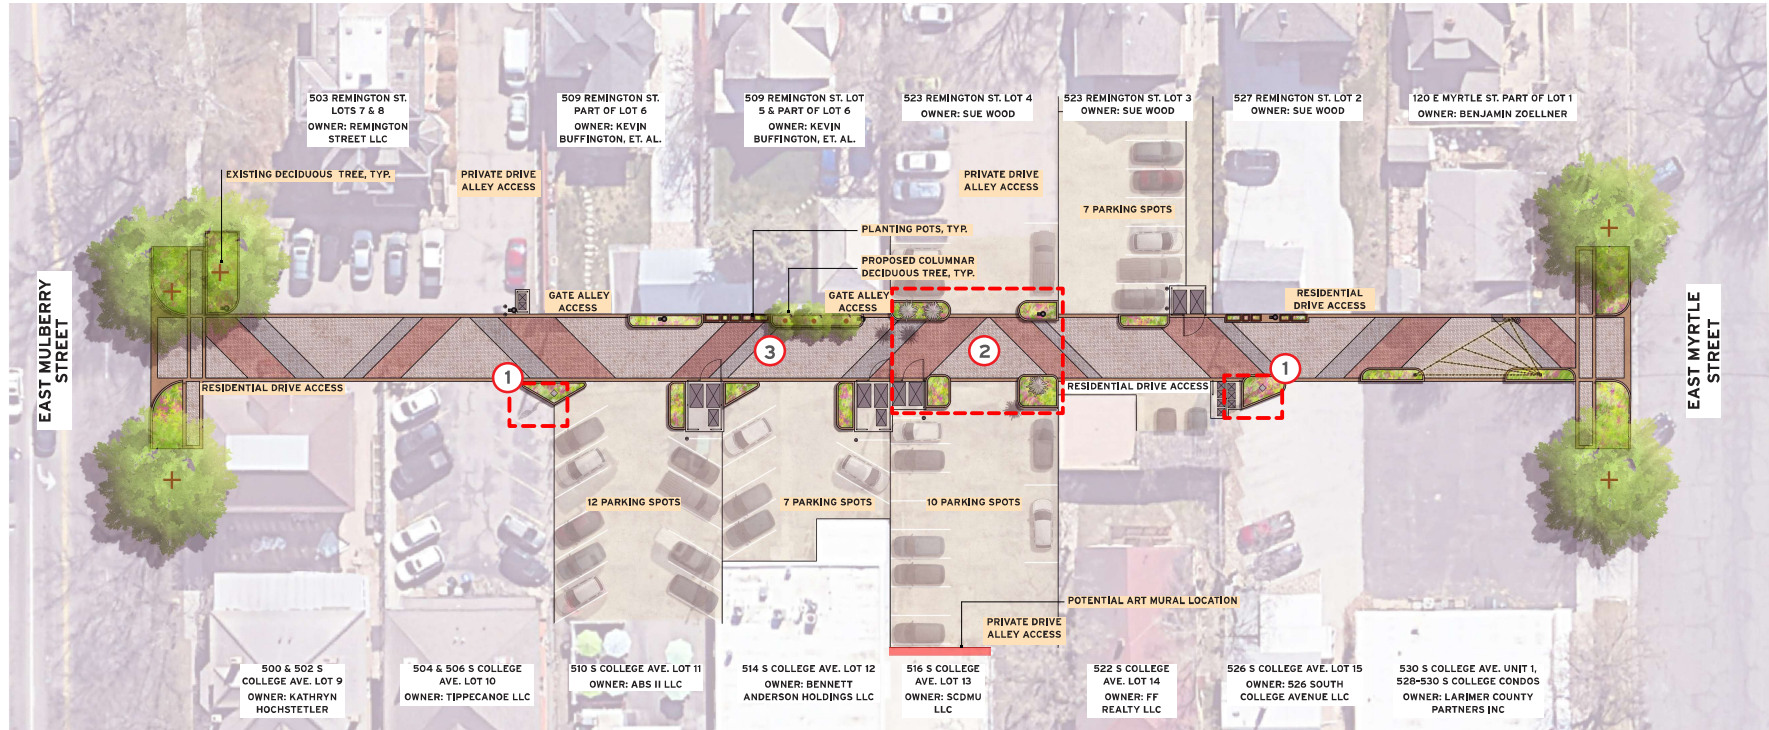 503 REMINGTON ST.
LOTS 7 & 8
OWNER: REMINGTON
STREET LLC
509 REMINGTON ST.
PART OF LOT 6
OWNER: KEVIN
BUFFINGTON, ET. AL.
509 REMINGTON ST. LOT
5 & PART OF LOT 6
OWNER: KEVIN
BUFFINGTON, ET. AL.
523 REMINGTON ST. LOT 4
OWNER: SUE WOOD
523 REMINGTON ST. LOT 3
OWNER: SUE WOOD
527 REMINGTON ST. LOT 2
OWNER: SUE WOOD
120 E MYRTLE ST. PART OF LOT 1
OWNER: BENJAMIN ZOELLNER
EXISTING DECIDUOUS TREE, TYP.
PRIVATE DRIVE
ALLEY ACCESS
PRIVATE DRIVE
ALLEY ACCESS
7 PARKING SPOTS
PLANTING POTS, TYP.
PROPOSED COLUMNAR
DECIDUOUS TREE, TYP.
GATE ALLEY
ACCESS
GATE ALLEY
ACCESS
RESIDENTIAL
DRIVE ACCESS
EAST MULBERRY
STREET
EAST MYRTLE
STREET
3
2
1
1
RESIDENTIAL DRIVE ACCESS
RESIDENTIAL DRIVE ACCESS
12 PARKING SPOTS
7 PARKING SPOTS
10 PARKING SPOTS
POTENTIAL ART MURAL LOCATION
PRIVATE DRIVE
ALLEY ACCESS
500 & 502 S
COLLEGE AVE. LOT 9
OWNER: KATHRYN
HOCHSTETLER
504 & 506 S COLLEGE
AVE. LOT 10
OWNER: TIPPECANOE LLC
510 S COLLEGE AVE. LOT 11
OWNER: ABS II LLC
514 S COLLEGE AVE. LOT 12
OWNER: BENNETT
ANDERSON HOLDINGS LLC
516 S COLLEGE
AVE. LOT 13
OWNER: SCDMU
LLC
522 S COLLEGE
AVE. LOT 14
OWNER: FF
REALTY LLC
526 S COLLEGE AVE. LOT 15
OWNER: 526 SOUTH
COLLEGE AVENUE LLC
530 S COLLEGE AVE. UNIT 1,
528-530 S COLLEGE CONDOS
OWNER: LARIMER COUNTY
PARTNERS INC